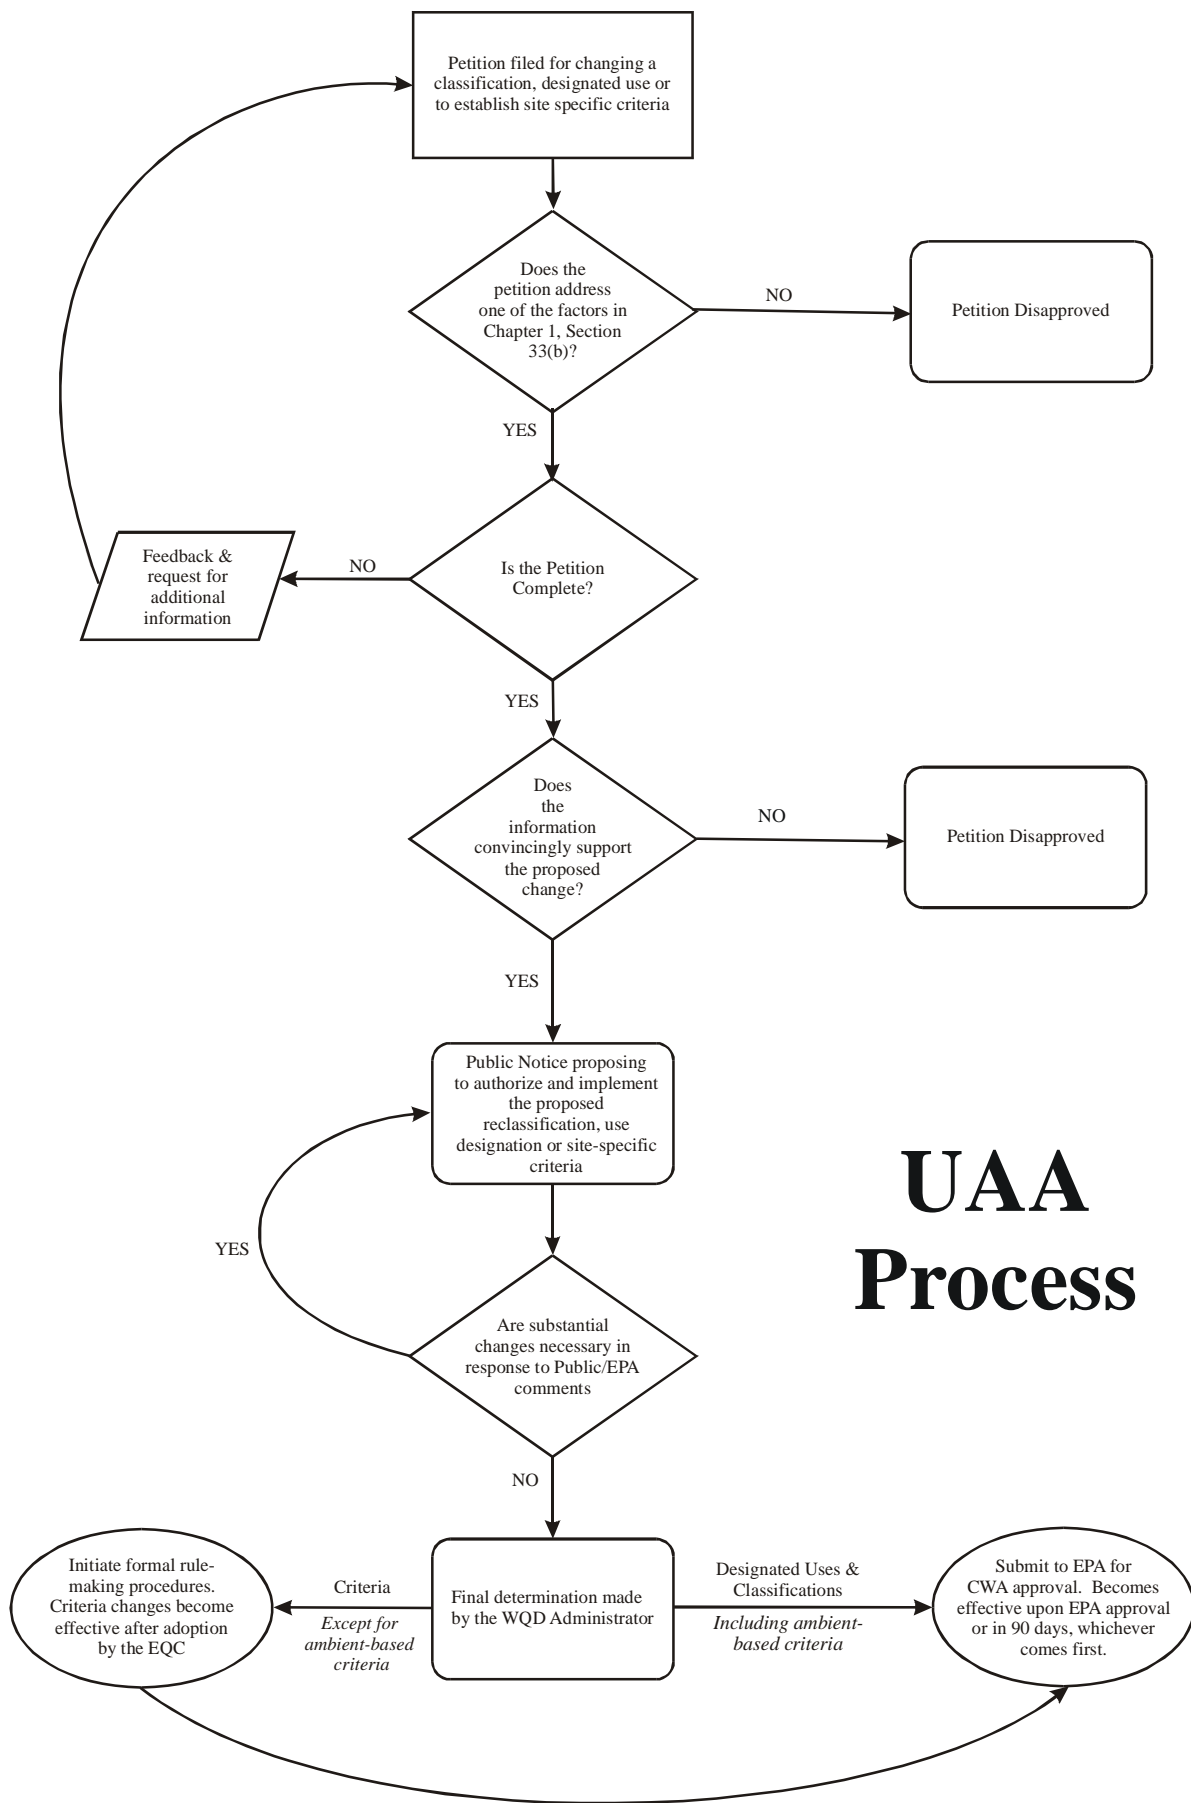 Petition filed for changing a
classification, designated use or
to establish site specific criteria
Does the
petition address
one of the factors in
Chapter 1, Section
33(b)?
NO
Petition Disapproved
YES
Is the Petition
Complete?
NO
Feedback &
request for
additional
information
YES
Does
the
information
convincingly support
the proposed
change?
NO
Petition Disapproved
YES
Public Notice proposing
to authorize and implement
the proposed
reclassification, use
designation or site-specific
criteria
UAA
Process
YES
Are substantial
changes necessary in
response to Public/EPA
comments
NO
Initiate formal rule-
making procedures.
Criteria changes become
effective after adoption
by the EQC
Criteria
Except for
ambient-based
criteria
Final determination made
by the WQD Administrator
Designated Uses &
Classifications
Including ambient-
based criteria
Submit to EPA for
CWA approval.  Becomes
effective upon EPA approval
or in 90 days, whichever
comes first.